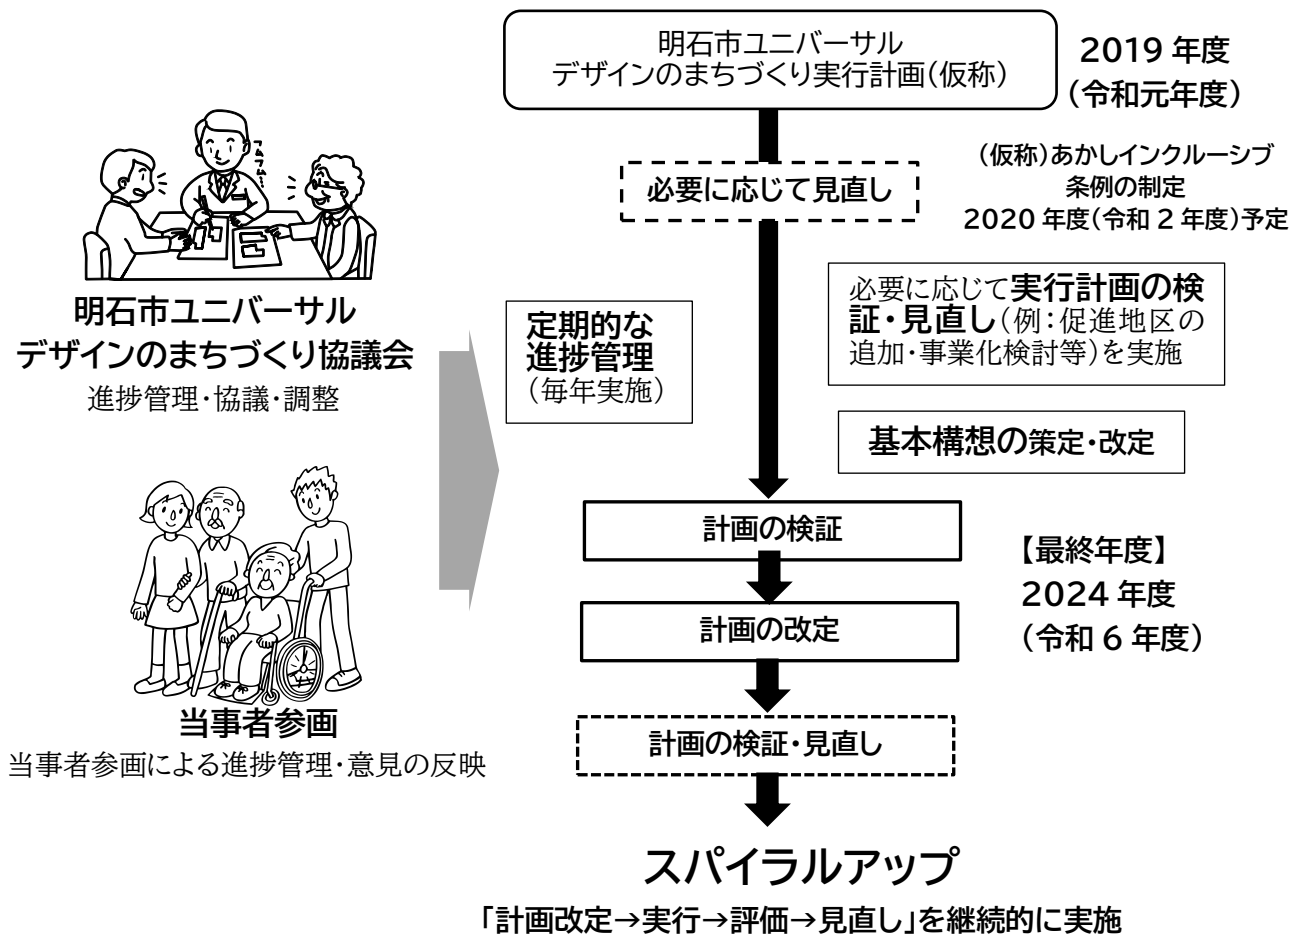 明石市ユニバーサル
デザインのまちづくり実行計画(仮称)
2019 年度
(令和元年度)
フムフム…
(仮称)あかしインクルーシブ
条例の制定
2020 年度(令和 2 年度)予定
必要に応じて見直し
明石市ユニバーサル
デザインのまちづくり協議会
進捗管理・協議・調整
定期的な
進捗管理
(毎年実施)
必要に応じて実行計画の検
証・見直し(例:促進地区の
追加・事業化検討等)を実施
基本構想の策定・改定
計画の検証
計画の改定
【最終年度】
2024 年度
(令和 6 年度)
当事者参画
当事者参画による進捗管理・意見の反映
計画の検証・見直し
スパイラルアップ
「計画改定→実行→評価→見直し」を継続的に実施